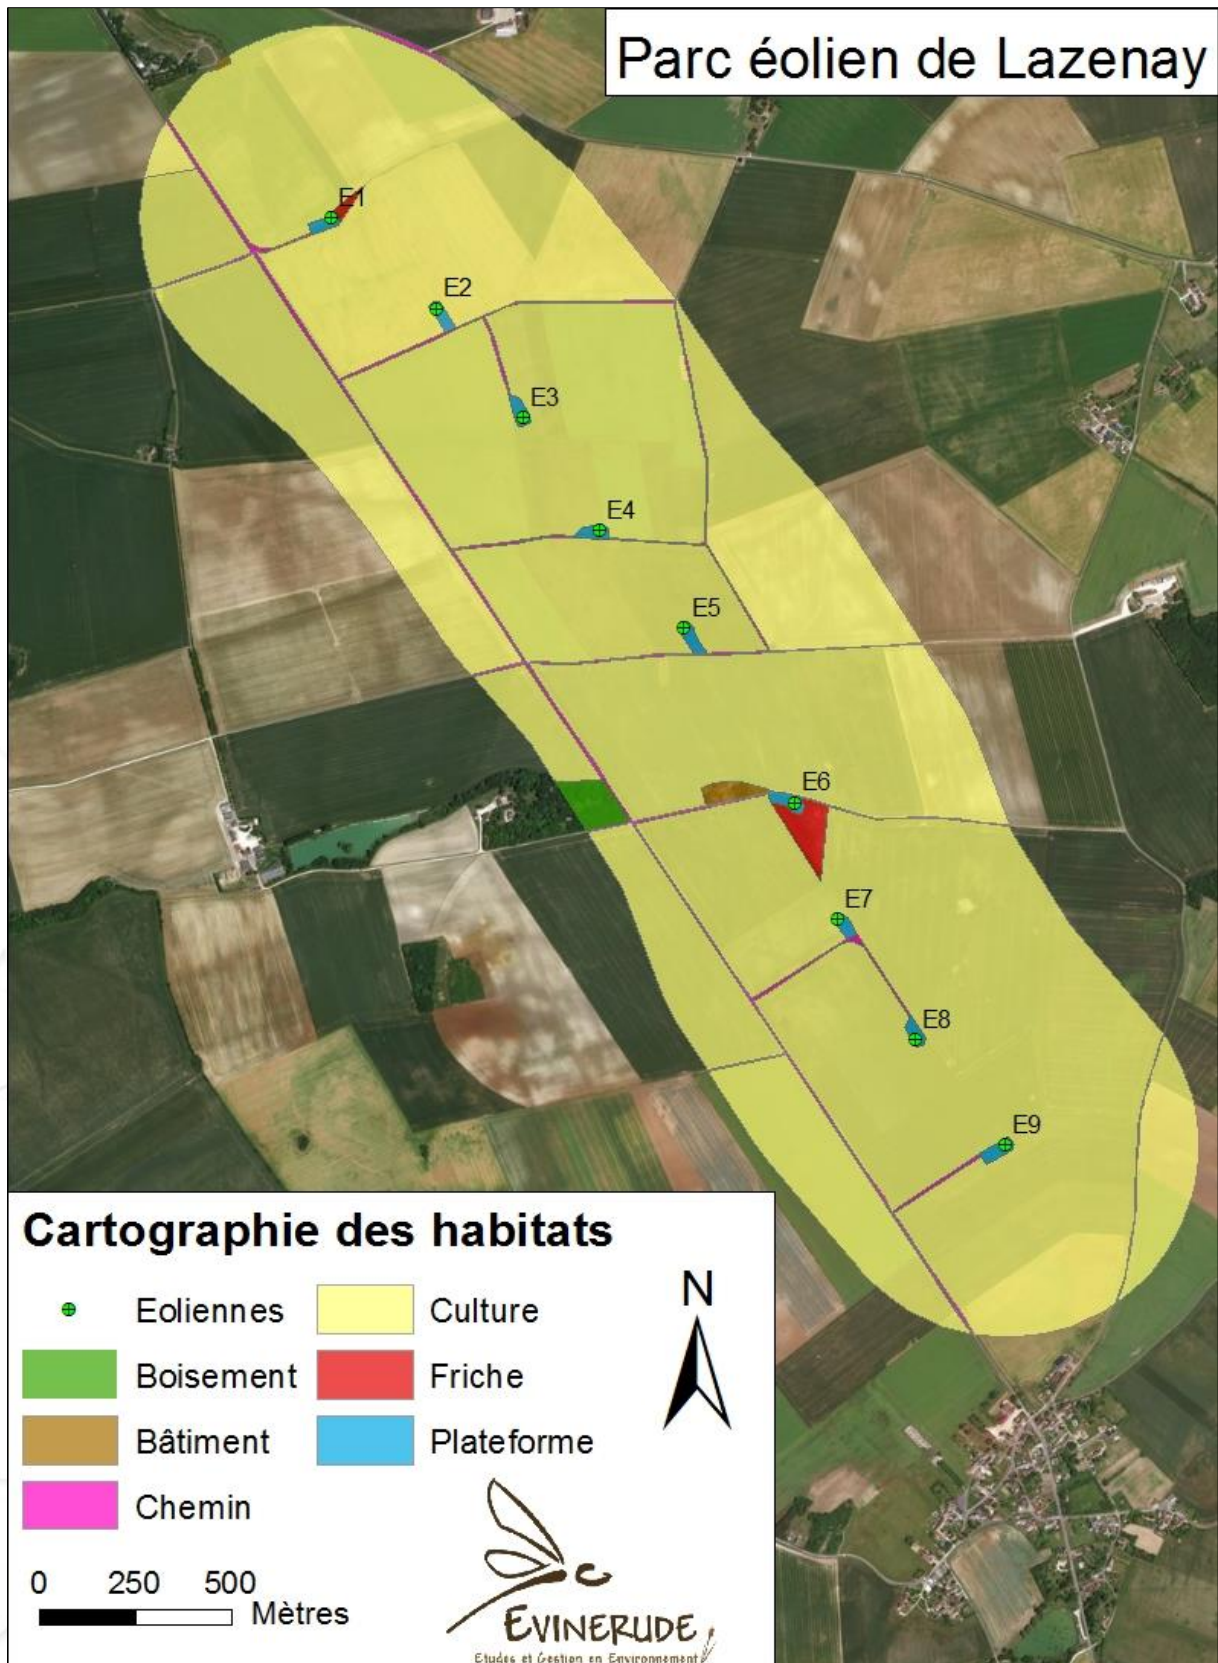 Parc éolien de Lazenay
E1
E2
E3
E4
E5
E6
E7
E8
E9
Cartographie des habitats
Eoliennes
Culture
Boisement
Friche
Bâtiment
Plateforme
Chemin
N
0 250 500
Mètres
EVINERUDE
Etudes et Gestion en Environnement